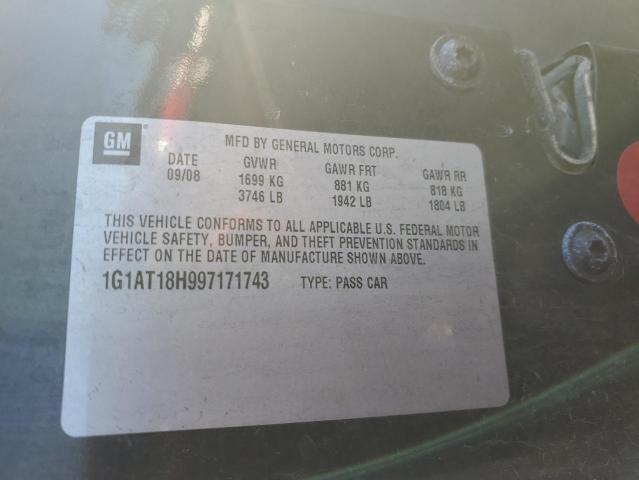 GM MFD BY GENERAL MOTORS CORP.
DATE GVWR GAWR FRT GAWR RR
09/08 1699 KG 881 KG 818 KG
3746 LB 1942 LB 1804 LB
THIS VEHICLE CONFORMS TO ALL APPLICABLE U.S. FEDERAL MOTOR
VEHICLE SAFETY, BUMPER, AND THEFT PREVENTION STANDARDS IN
EFFECT ON THE DATE OF MANUFACTURE SHOWN ABOVE.
1G1AT18H997171743 TYPE: PASS CAR